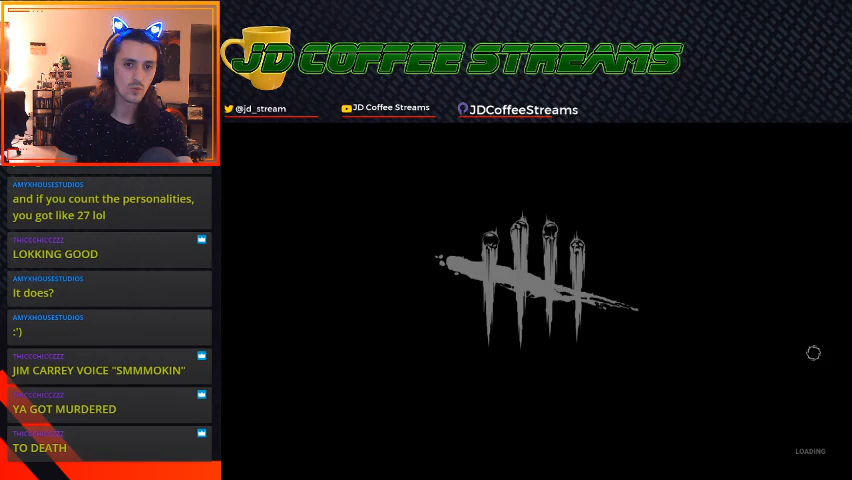 JD COFFEE STREAMS
@jd_stream
JD Coffee Streams
JDCoffeeStreams
AMYXHOUSESTUDIOS
and if you count the personalities,
you got like 27 lol
THICCCHICCZZZ
LOKKING GOOD
AMYXHOUSESTUDIOS
It does?
AMYXHOUSESTUDIOS
:')
THICCCHICCZZZ
JIM CARREY VOICE "SMMMOKIN"
THICCCHICCZZZ
YA GOT MURDERED
THICCCHICCZZZ
TO DEATH
LOADING